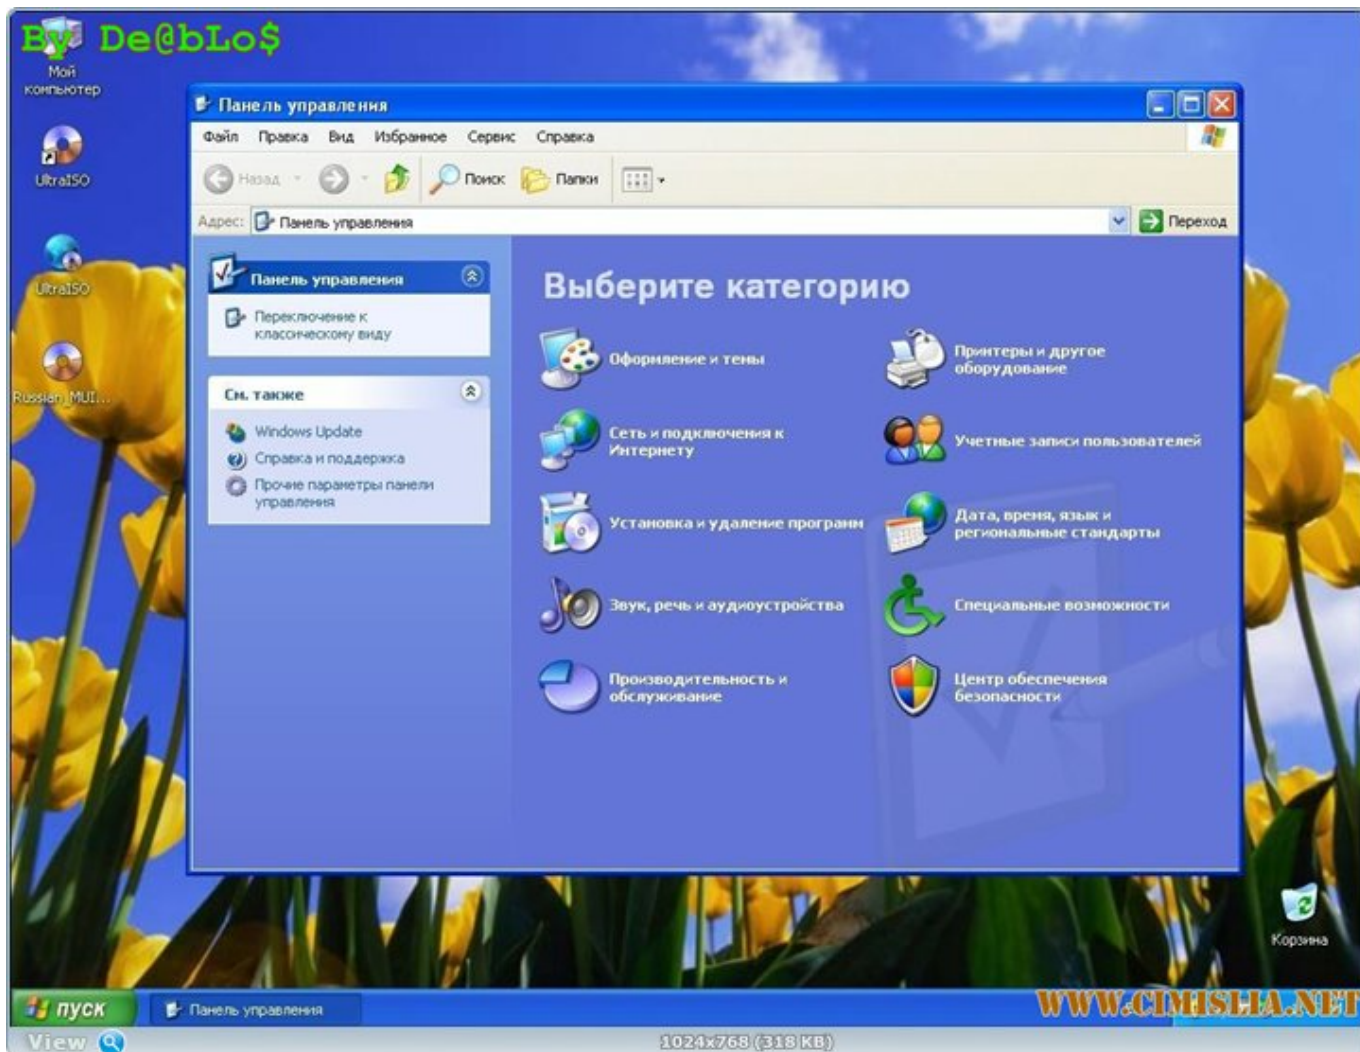 By De@bLo$
Мой
компьютер
UltraISO
UltraISO
Russian_MUI...
Панель управления
Файл Правка Вид Избранное Сервис Справка
Назад Поиск Папки
Адрес: Панель управления Переход
Панель управления
Переключение к
классическому виду
См. также
Windows Update
Справка и поддержка
Прочие параметры панели
управления
Выберите категорию
Оформление и темы
Принтеры и другое
оборудование
Сеть и подключения к
Интернету
Учетные записи пользователей
Установка и удаление программ
Дата, время, язык и
региональные стандарты
Звук, речь и аудиоустройства
Специальные возможности
Производительность и
обслуживание
Центр обеспечения
безопасности
Корзина
пуск Панель управления
WWW.CIMISLIA.NET
View 1024x768 (318 KB)